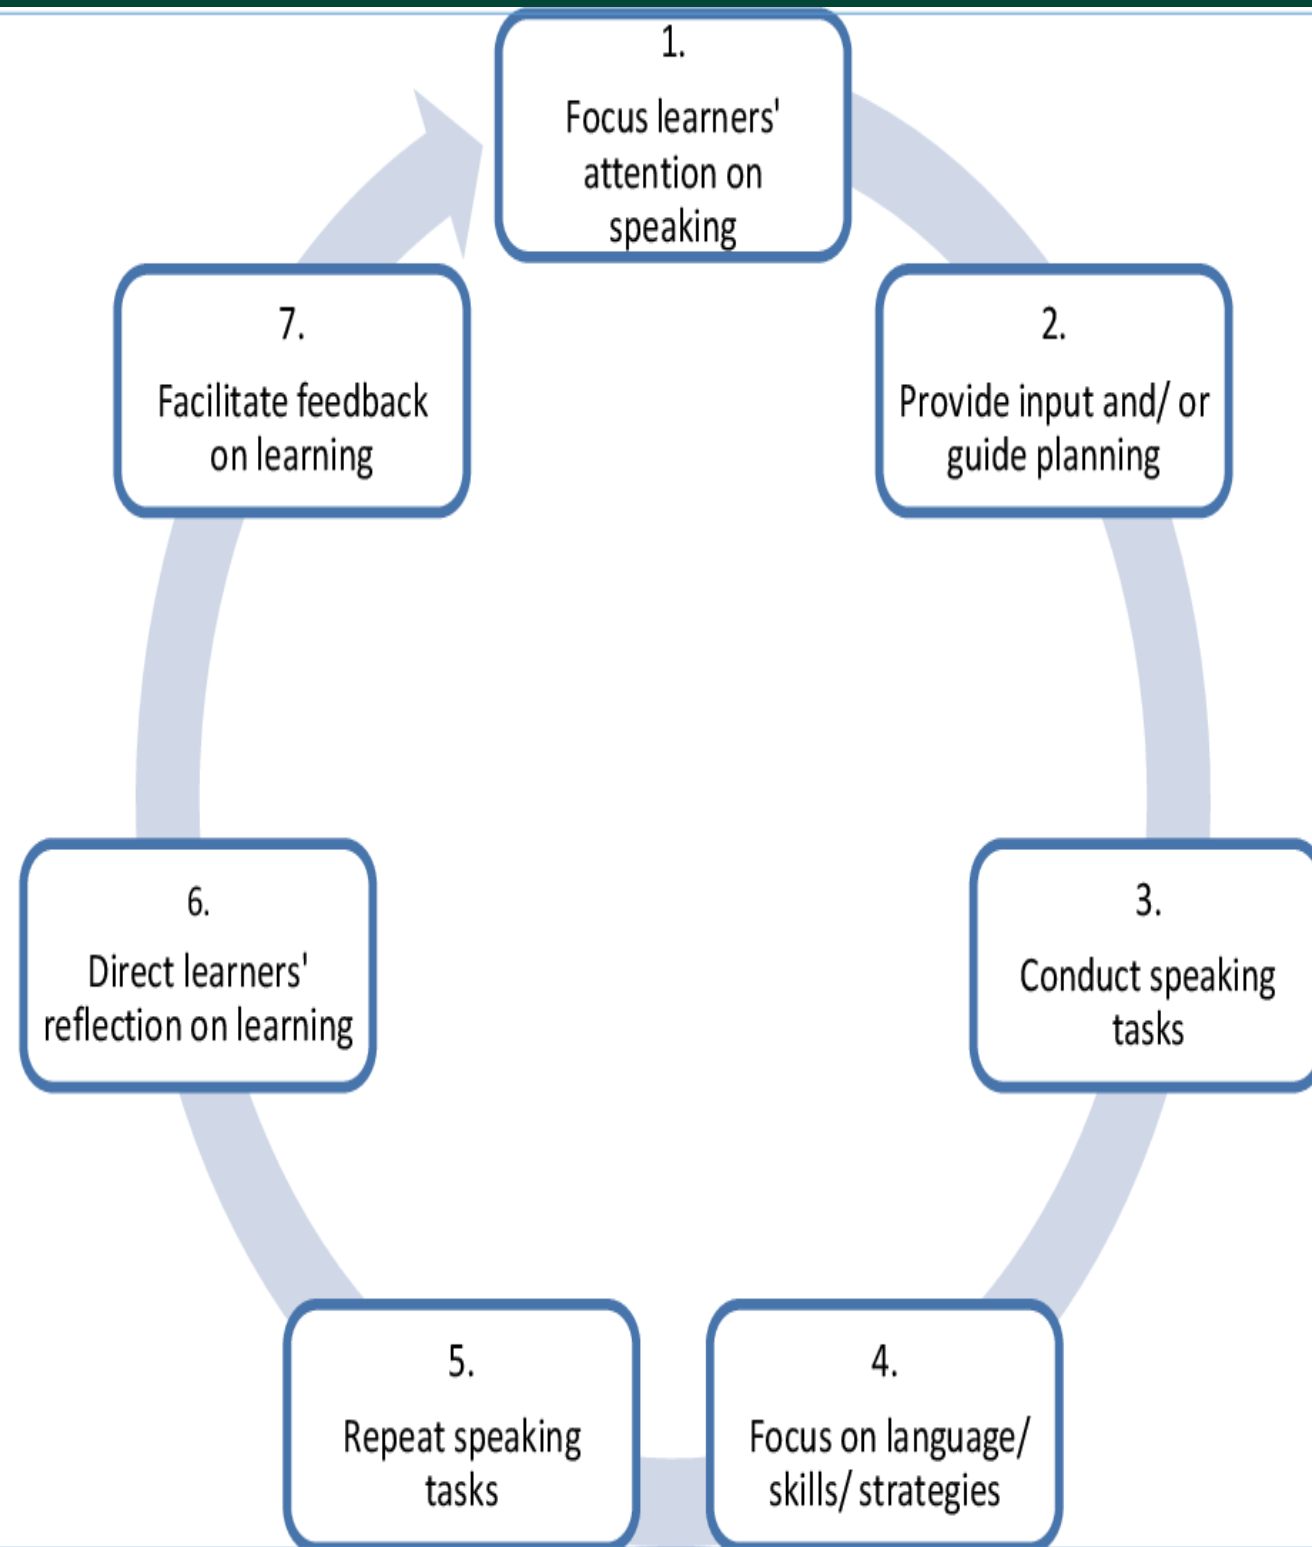 1.
Focus learners'
attention on
speaking
2.
Provide input and/ or
guide planning
3.
Conduct speaking
tasks
4.
Focus on language/
skills/ strategies
5.
Repeat speaking
tasks
6.
Direct learners'
reflection on learning
7.
Facilitate feedback
on learning